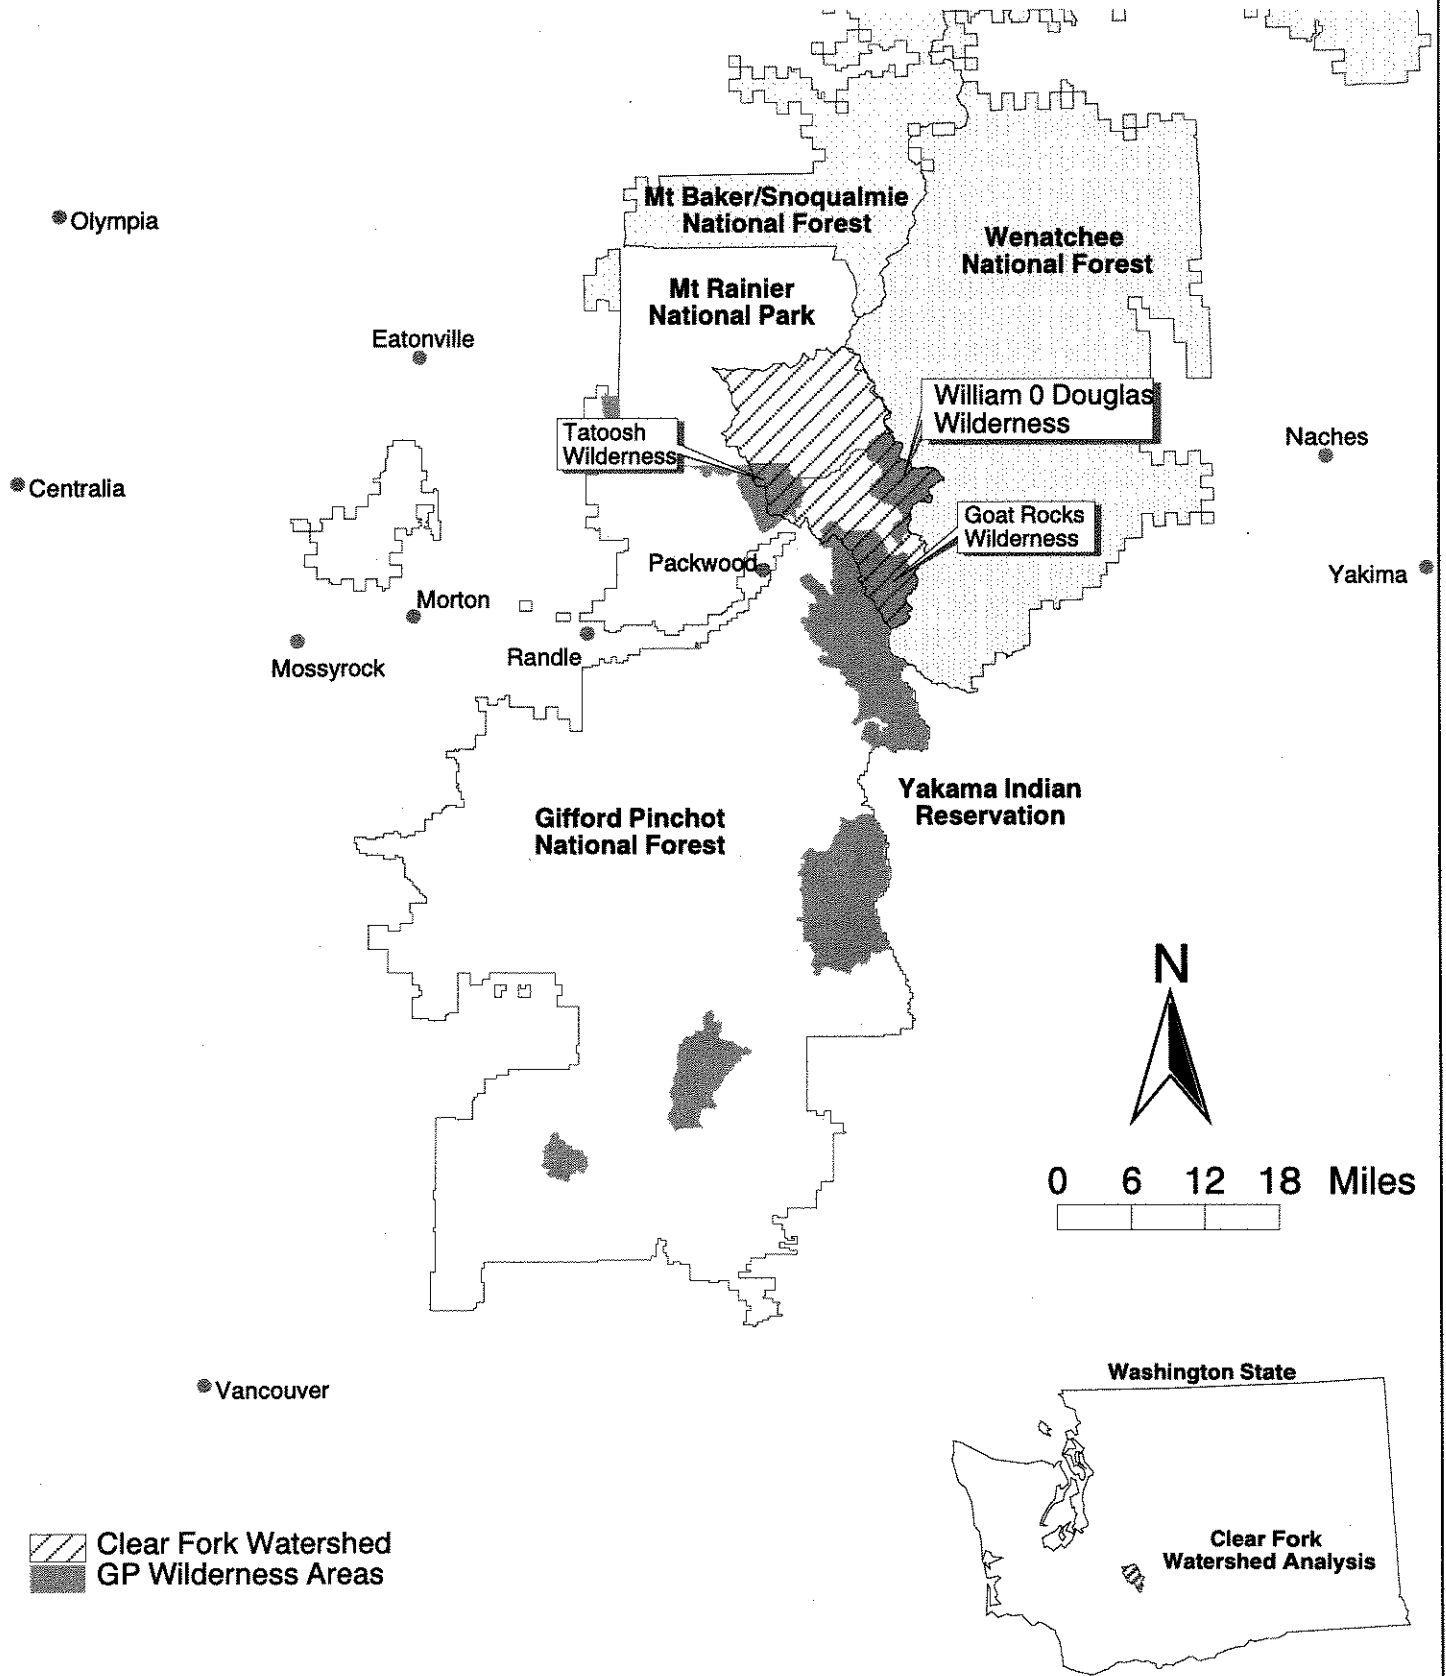 Mt Baker/Snoqualmie
National Forest
Olympia
Wenatchee
National Forest
Mt Rainier
National Park
Eatonville
William 0 Douglas
Wilderness
Tatoosh
Wilderness
Naches
Centralia
Goat Rocks
Wilderness
Packwood
Yakima
Morton
Randle
Mossyrock
Yakama Indian
Reservation
Gifford Pinchot
National Forest
N
0 6 12 18 Miles
Washington State
Vancouver
Clear Fork
Watershed Analysis
Clear Fork Watershed
GP Wilderness Areas